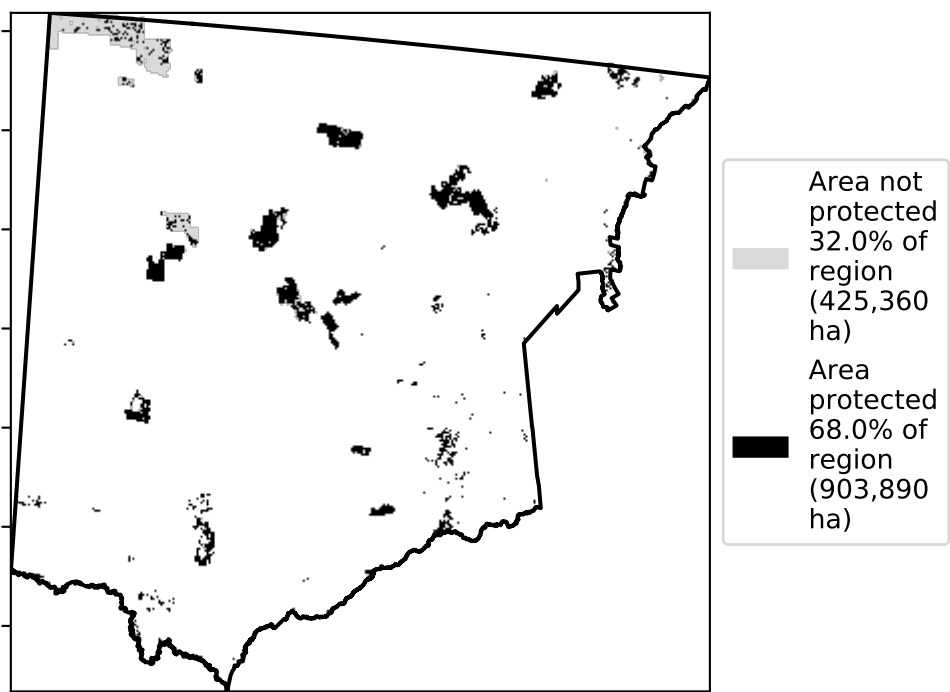 Area not
protected
32.0% of
region
(425,360
ha)
Area
protected
68.0% of
region
(903,890
ha)